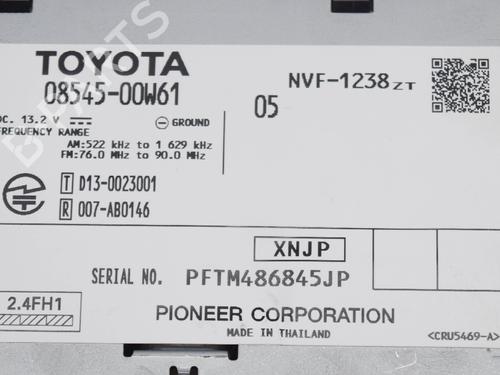 TOYOTA
08545-00W61
NVF-1238ZT
05
DC. 13.2 V
GROUND
FREQUENCY RANGE
AM:522 kHz to 1 629 kHz
FM:76.0 MHz to 90.0 MHz
T D13-0023001
R 007-AB0146
XNJP
SERIAL NO. PFTM486845JP
2.4FH1
PIONEER CORPORATION
MADE IN THAILAND
<CRU5469-A>